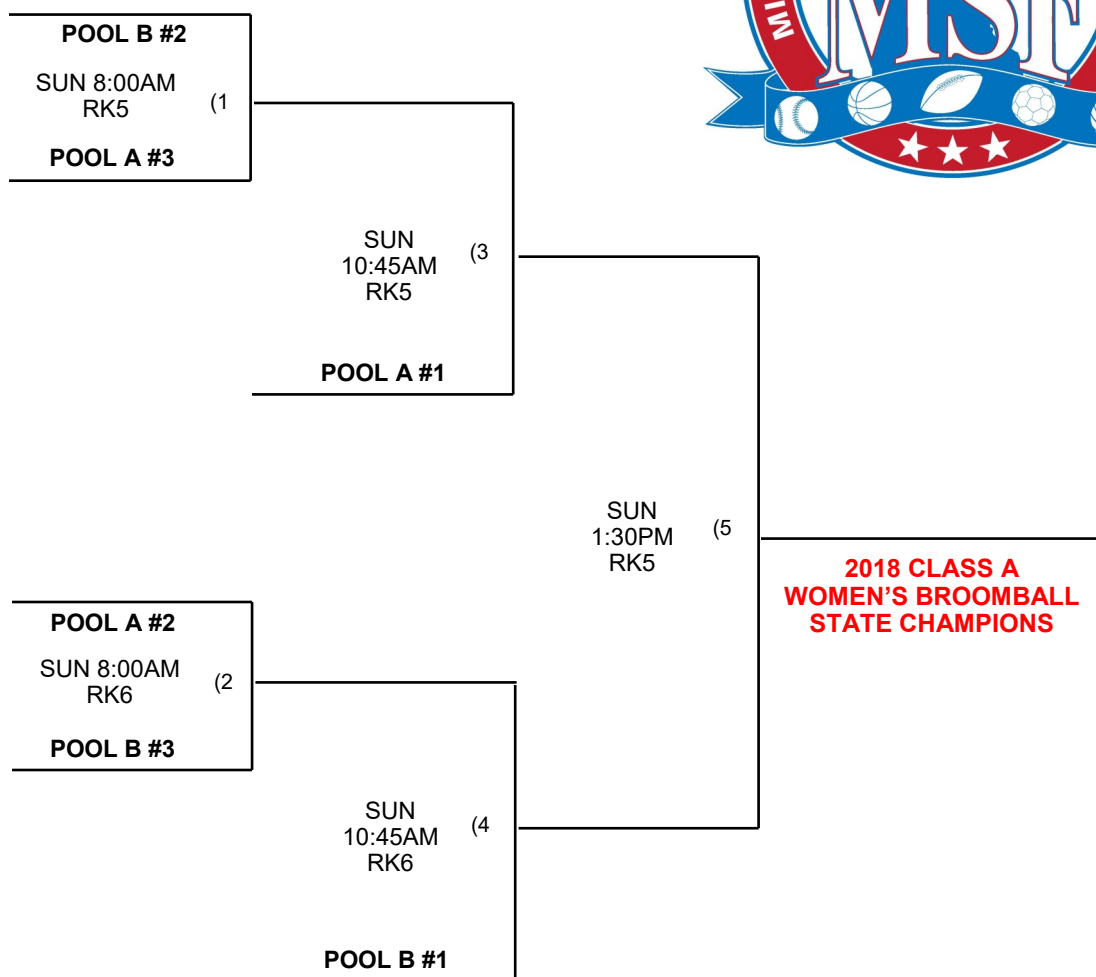 POOL B #2
SUN 8:00AM
RK5
(1
POOL A #3
SUN
10:45AM
RK5
(3
POOL A #1
SUN
1:30PM
RK5
(5
2018 CLASS A
WOMEN’S BROOMBALL
STATE CHAMPIONS
POOL A #2
SUN 8:00AM
RK6
(2
POOL B #3
SUN
10:45AM
RK6
(4
POOL B #1
MSF